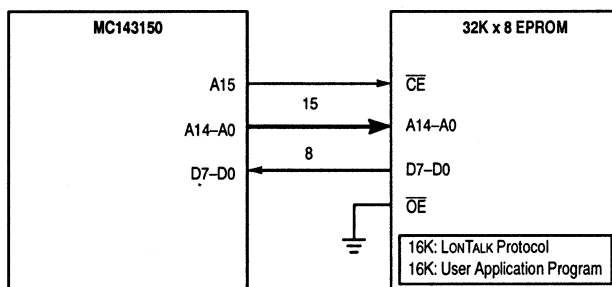 MC143150
32K x 8 EPROM
A15
CE
15
A14–A0
A14–A0
8
D7–D0
D7–D0
OE
16K: LONTALK Protocol
16K: User Application Program